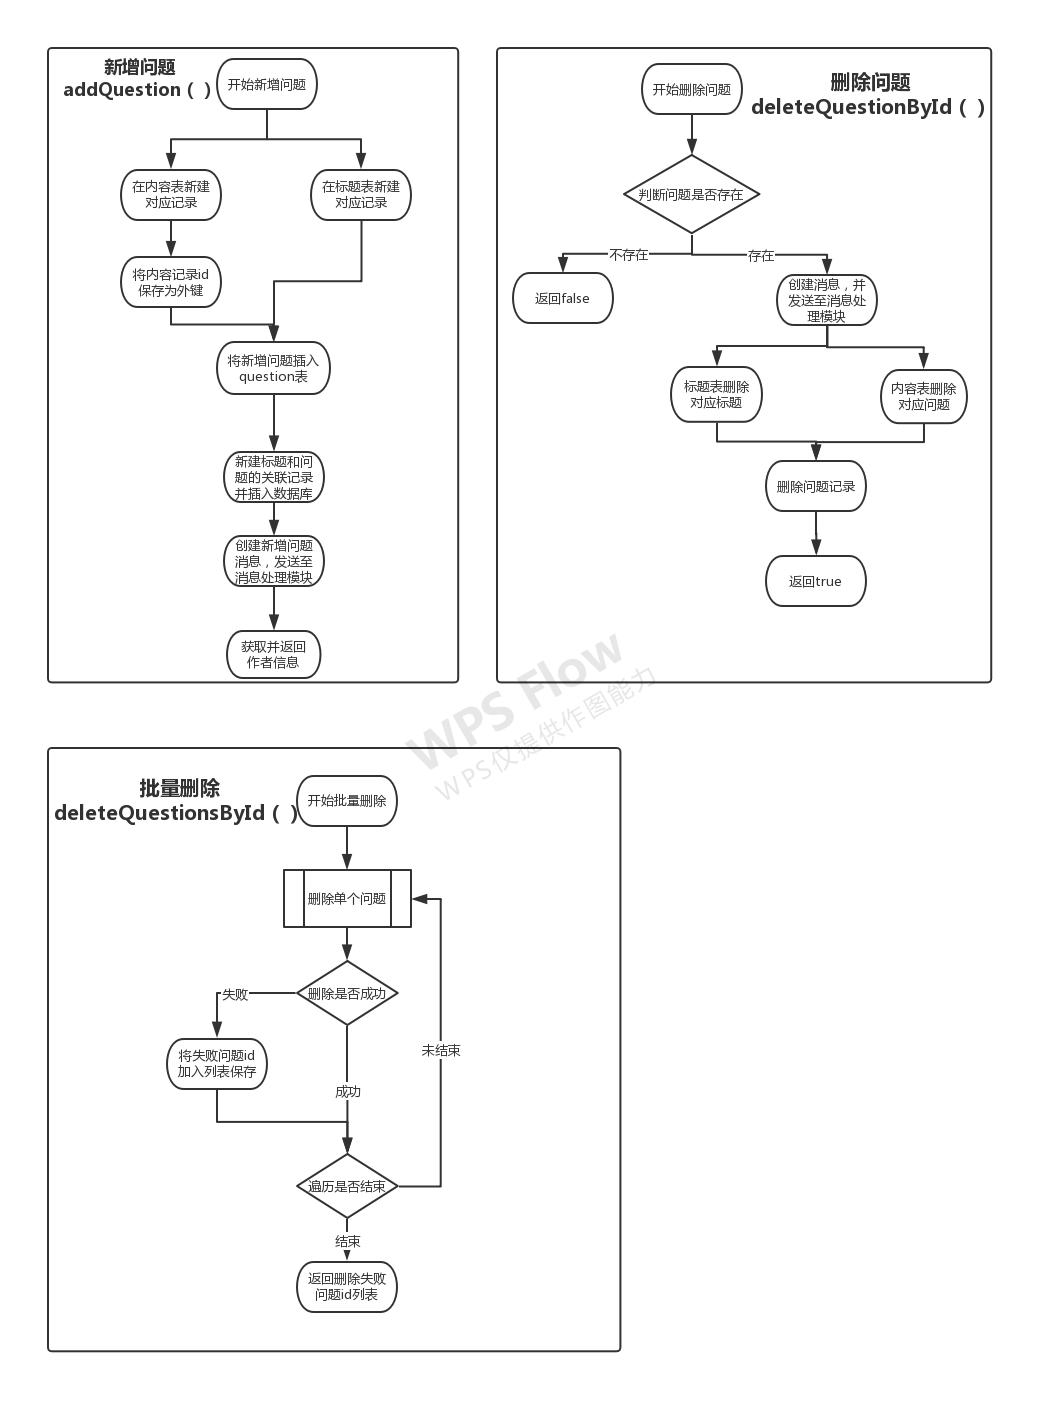 新增问题
addQuestion（ ）
开始新增问题
在内容表新建
对应记录
在标题表新建
对应记录
将内容记录id
保存为外键
将新增问题插入
question表
新建标题和问
题的关联记录
并插入数据库
创建新增问题
消息，发送至
消息处理模块
获取并返回
作者信息
删除问题
deleteQuestionById（ ）
开始删除问题
判断问题是否存在
不存在
存在
返回false
创建消息，并
发送至消息处
理模块
标题表删除
对应标题
内容表删除
对应问题
删除问题记录
返回true
WPS Flow
WPS仅提供作图能力
批量删除
deleteQuestionsById（ ）
开始批量删除
删除单个问题
删除是否成功
失败
将失败问题id
加入列表保存
未结束
成功
遍历是否结束
结束
返回删除失败
问题id列表